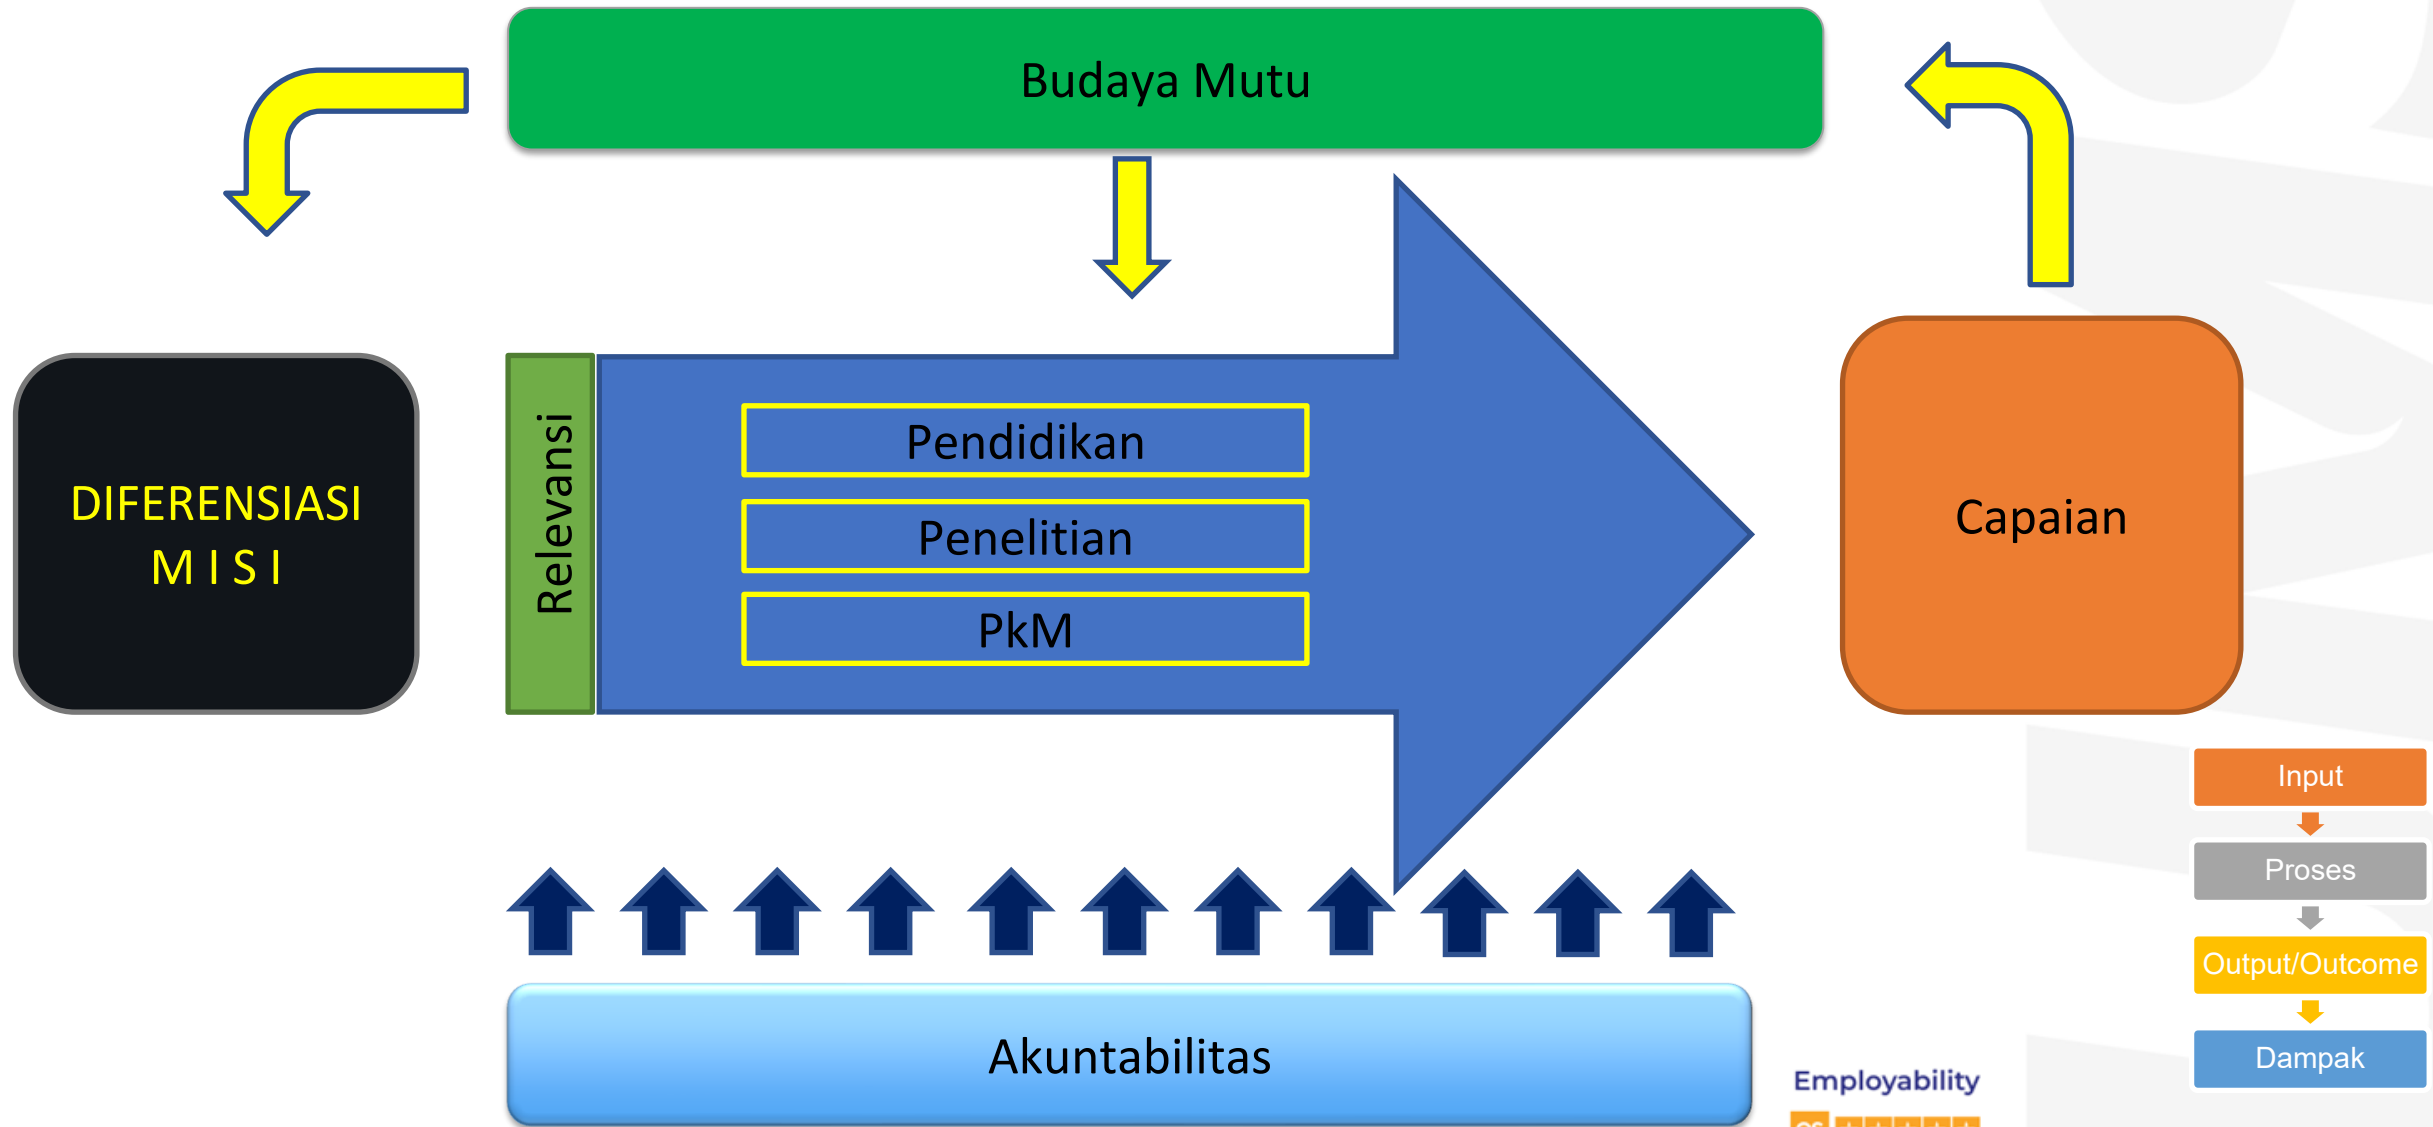 Budaya Mutu
DIFERENSIASI
M I S I
Relevansi
Pendidikan
Penelitian
PkM
Capaian
Input
Proses
Output/Outcome
Dampak
Akuntabilitas
Employability